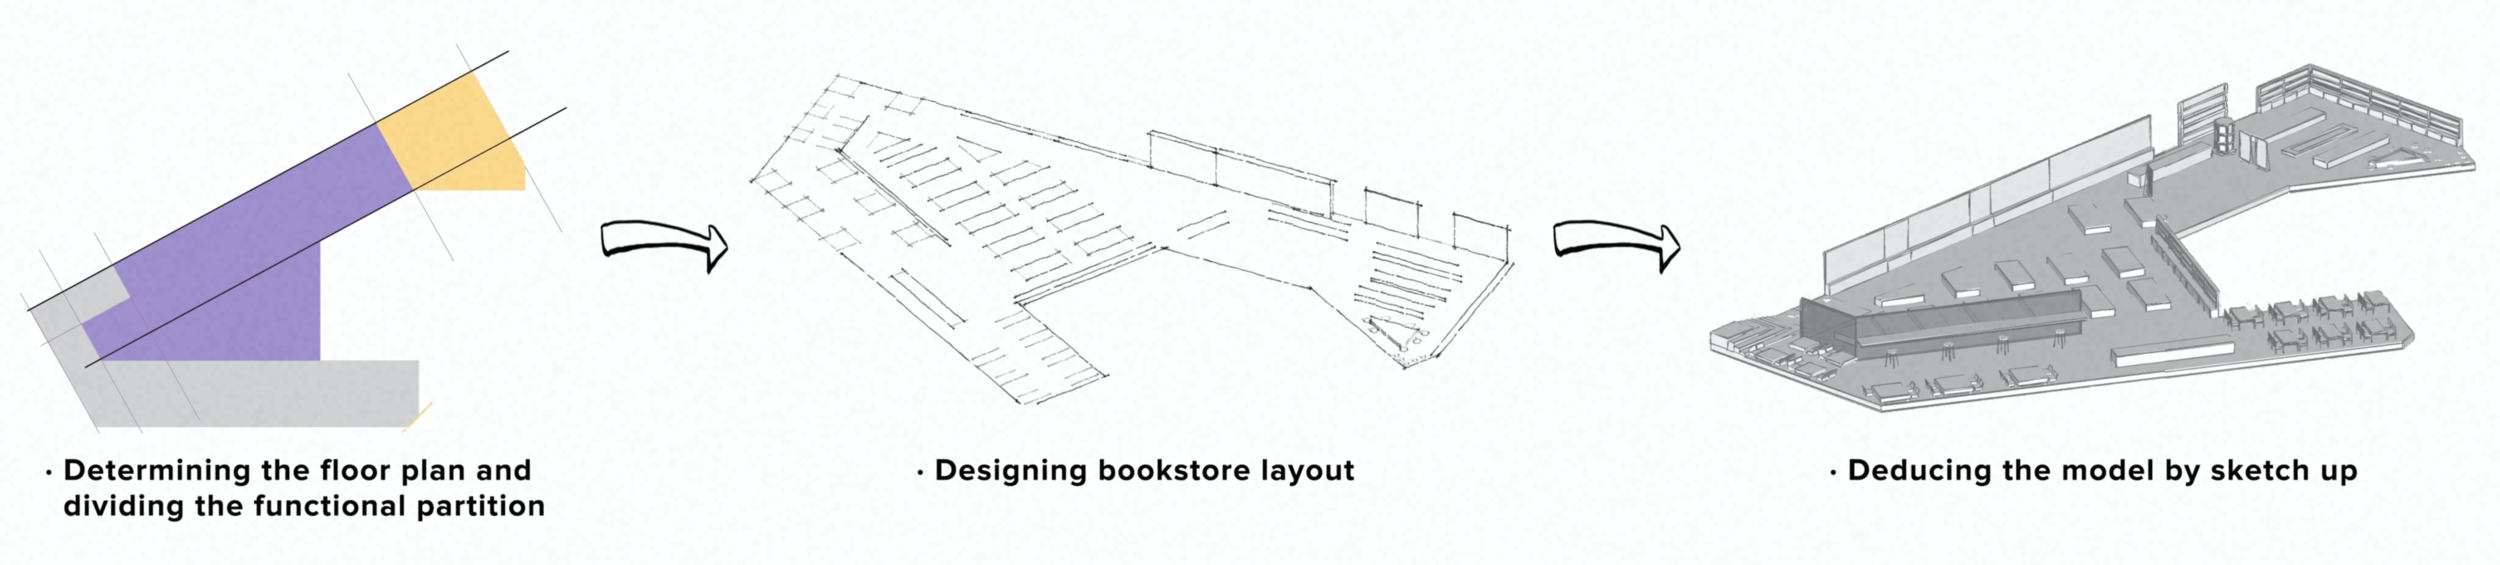 · Determining the floor plan and
dividing the functional partition
· Designing bookstore layout
· Deducing the model by sketch up